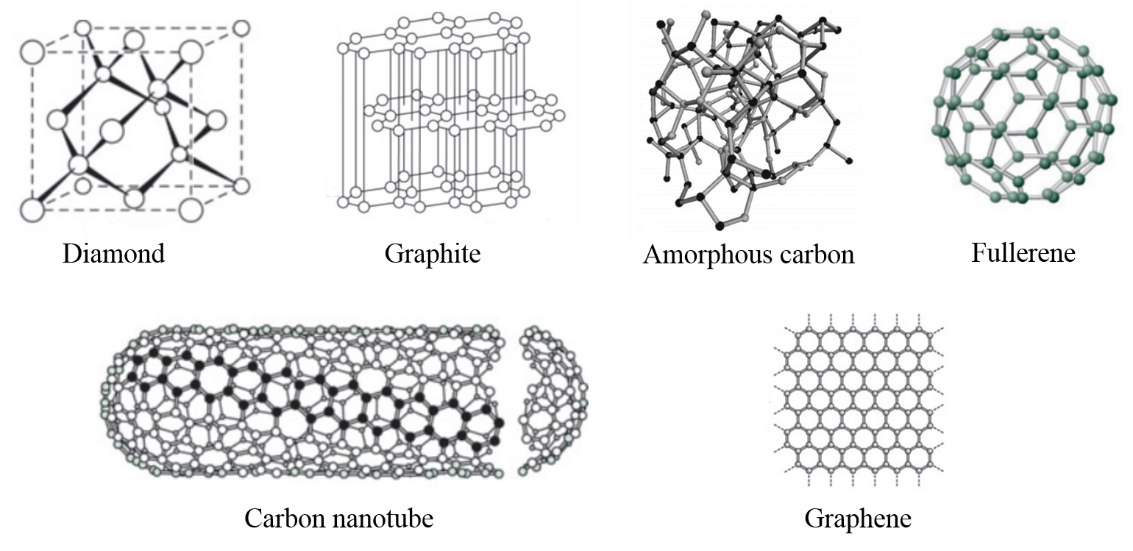 Diamond
Graphite
Amorphous carbon
Fullerene
Carbon nanotube
Graphene